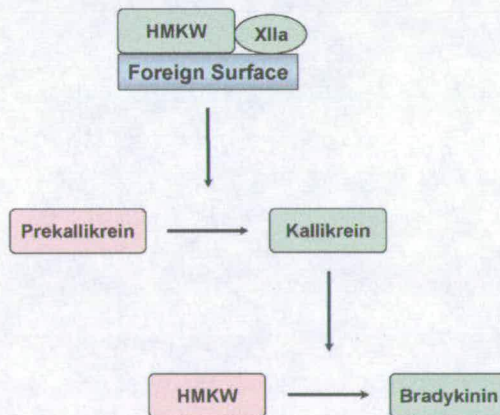 HMKW XIIa
Foreign Surface
Prekallikrein Kallikrein
HMKW Bradykinin